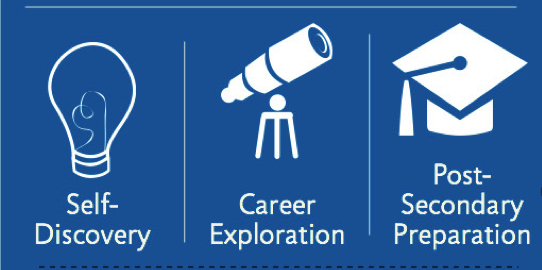 Self-
Discovery
Career
Exploration
Post-
Secondary
Preparation